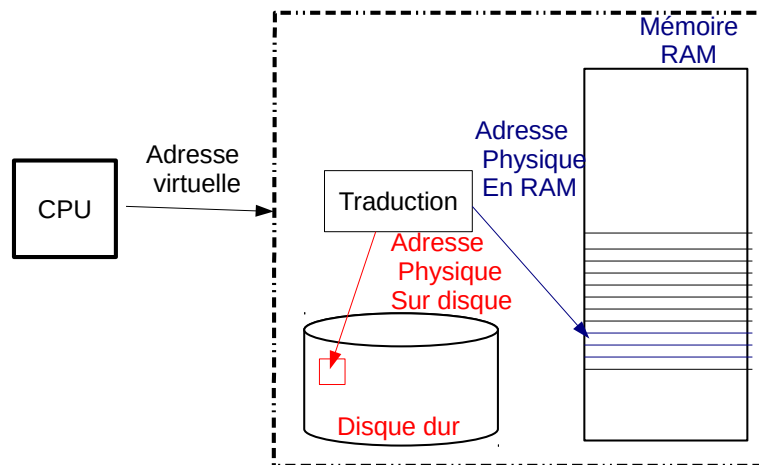 Mémoire
RAM
Adresse
Physique
En RAM
Adresse
virtuelle
CPU
Traduction
Adresse
Physique
Sur disque
Disque dur